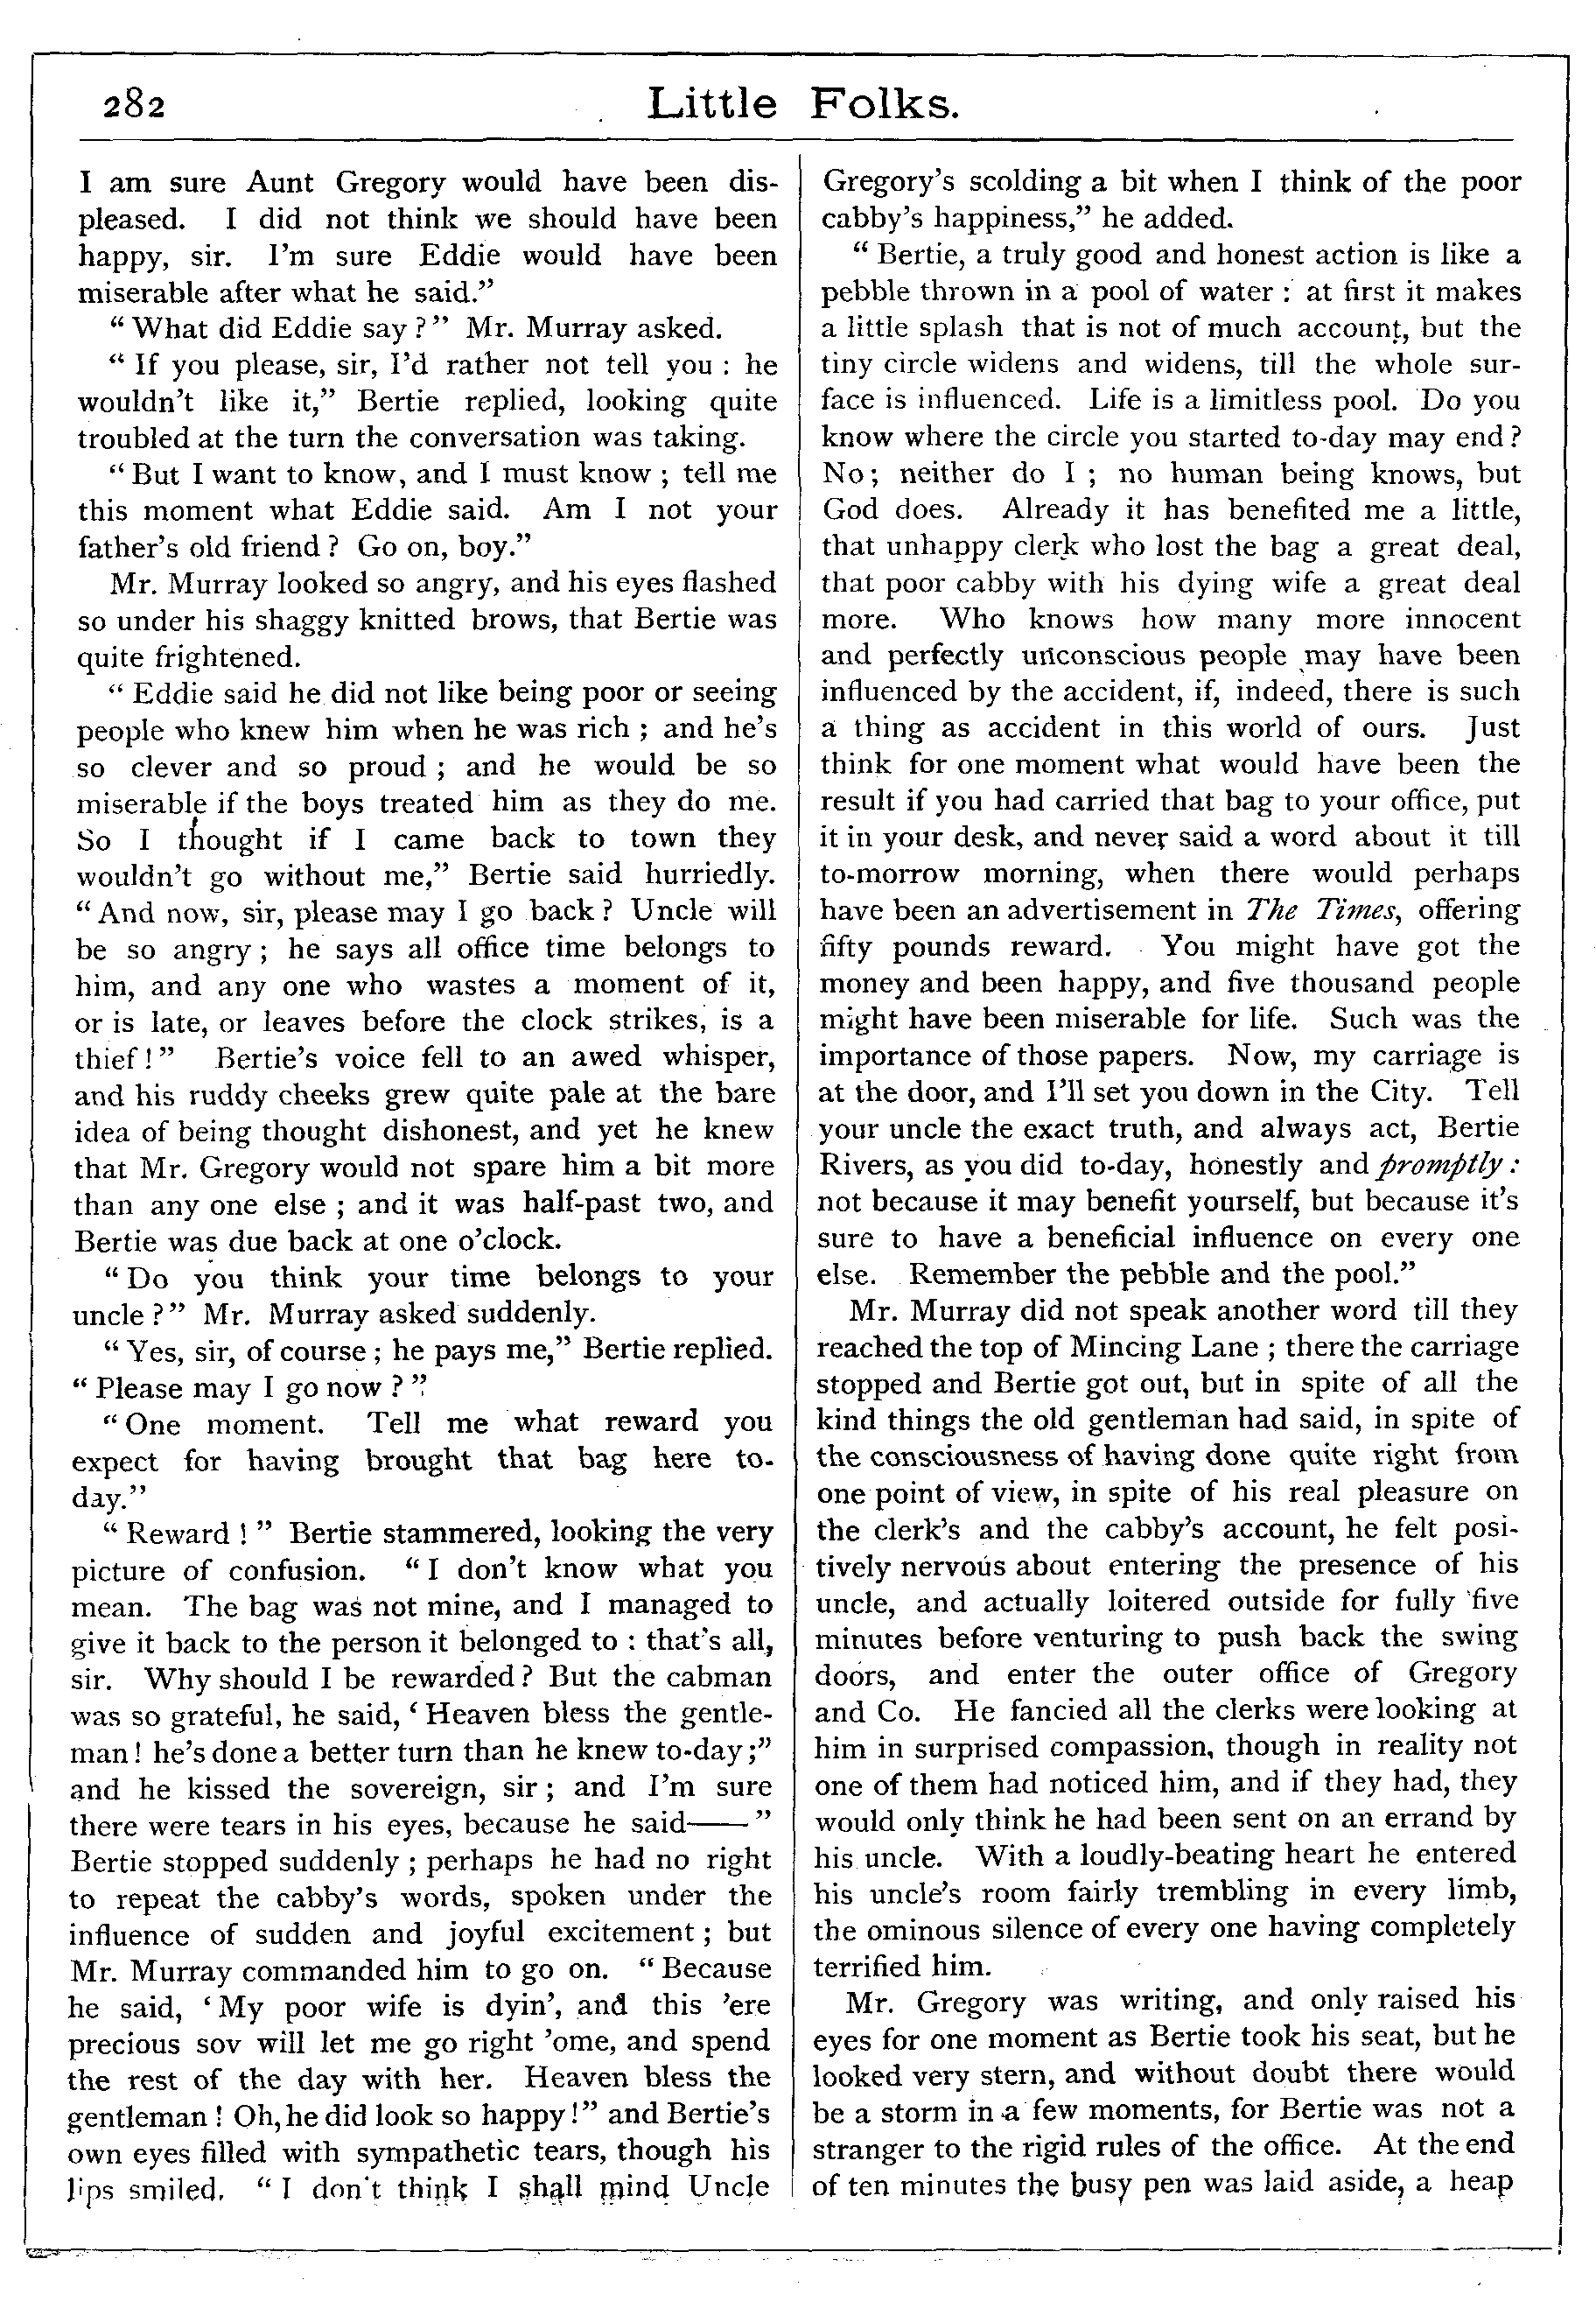 282
Little Folks.
I am sure Aunt Gregory would have been dis-
pleased. I did not think we should have been
happy, sir. I'm sure Eddie would have been
miserable after what he said."
"What did Eddie say?" Mr. Murray asked.
"If you please, sir, I'd rather not tell you: he
wouldn't like it," Bertie replied, looking quite
troubled at the turn the conversation was taking.
"But I want to know, and I must know; tell me
this moment what Eddie said. Am I not your
father's old friend? Go on, boy."
Mr. Murray looked so angry, and his eyes flashed
so under his shaggy knitted brows, that Bertie was
quite frightened.
"Eddie said he did not like being poor or seeing
people who knew him when he was rich; and he's
so clever and so proud; and he would be so
miserable if the boys treated him as they do me.
So I thought if I came back to town they
wouldn't go without me," Bertie said hurriedly.
"And now, sir, please may I go back? Uncle will
be so angry; he says all office time belongs to
him, and any one who wastes a moment of it,
or is late, or leaves before the clock strikes, is a
thief!" Bertie's voice fell to an awed whisper,
and his ruddy cheeks grew quite pale at the bare
idea of being thought dishonest, and yet he knew
that Mr. Gregory would not spare him a bit more
than any one else; and it was half-past two, and
Bertie was due back at one o'clock.
"Do you think your time belongs to your
uncle?" Mr. Murray asked suddenly.
"Yes, sir, of course; he pays me," Bertie replied.
"Please may I go now?"
"One moment. Tell me what reward you
expect for having brought that bag here to-
day."
"Reward!" Bertie stammered, looking the very
picture of confusion. "I don't know what you
mean. The bag was not mine, and I managed to
give it back to the person it belonged to: that's all,
sir. Why should I be rewarded? But the cabman
was so grateful, he said, 'Heaven bless the gentle-
man! he's done a better turn than he knew to-day;"
and he kissed the sovereign, sir; and I'm sure
there were tears in his eyes, because he said——"
Bertie stopped suddenly; perhaps he had no right
to repeat the cabby's words, spoken under the
influence of sudden and joyful excitement; but
Mr. Murray commanded him to go on. "Because
he said, 'My poor wife is dyin', and this 'ere
precious sov will let me go right 'ome, and spend
the rest of the day with her. Heaven bless the
gentleman! Oh, he did look so happy!" and Bertie's
own eyes filled with sympathetic tears, though his
lips smiled. "I don't think I shall mind Uncle
Gregory's scolding a bit when I think of the poor
cabby's happiness," he added.
"Bertie, a truly good and honest action is like a
pebble thrown in a pool of water: at first it makes
a little splash that is not of much account, but the
tiny circle widens and widens, till the whole sur-
face is influenced. Life is a limitless pool. Do you
know where the circle you started to-day may end?
No; neither do I; no human being knows, but
God does. Already it has benefited me a little,
that unhappy clerk who lost the bag a great deal,
that poor cabby with his dying wife a great deal
more. Who knows how many more innocent
and perfectly unconscious people may have been
influenced by the accident, if, indeed, there is such
a thing as accident in this world of ours. Just
think for one moment what would have been the
result if you had carried that bag to your office, put
it in your desk, and never said a word about it till
to-morrow morning, when there would perhaps
have been an advertisement in The Times, offering
fifty pounds reward. You might have got the
money and been happy, and five thousand people
might have been miserable for life. Such was the
importance of those papers. Now, my carriage is
at the door, and I'll set you down in the City. Tell
your uncle the exact truth, and always act, Bertie
Rivers, as you did to-day, honestly and promptly:
not because it may benefit yourself, but because it's
sure to have a beneficial influence on every one
else. Remember the pebble and the pool."
Mr. Murray did not speak another word till they
reached the top of Mincing Lane; there the carriage
stopped and Bertie got out, but in spite of all the
kind things the old gentleman had said, in spite of
the consciousness of having done quite right from
one point of view, in spite of his real pleasure on
the clerk's and the cabby's account, he felt posi-
tively nervous about entering the presence of his
uncle, and actually loitered outside for fully five
minutes before venturing to push back the swing
doors, and enter the outer office of Gregory
and Co. He fancied all the clerks were looking at
him in surprised compassion, though in reality not
one of them had noticed him, and if they had, they
would only think he had been sent on an errand by
his uncle. With a loudly-beating heart he entered
his uncle's room fairly trembling in every limb,
the ominous silence of every one having completely
terrified him.
Mr. Gregory was writing, and only raised his
eyes for one moment as Bertie took his seat, but he
looked very stern, and without doubt there would
be a storm in a few moments, for Bertie was not a
stranger to the rigid rules of the office. At the end
of ten minutes the busy pen was laid aside, a heap